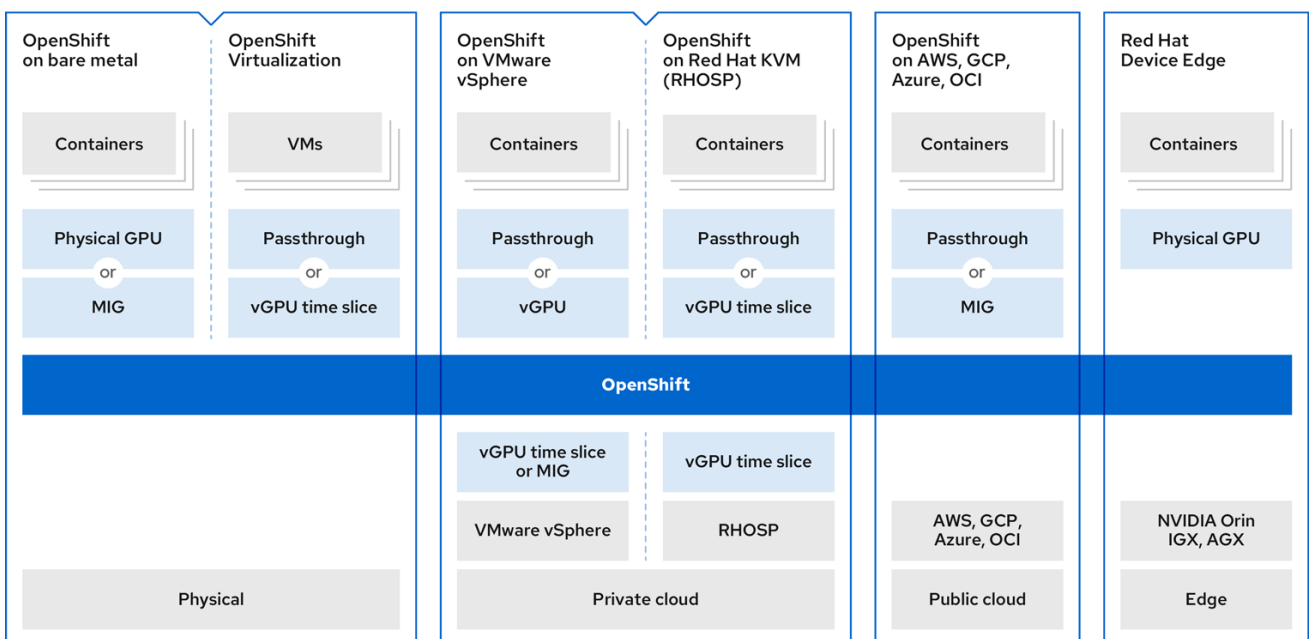 OpenShift
on bare metal
OpenShift
Virtualization
OpenShift
on VMware
vSphere
OpenShift
on Red Hat KVM
(RHOSP)
OpenShift
on AWS, GCP,
Azure, OCI
Red Hat
Device Edge
Containers
VMs
Containers
Containers
Containers
Containers
Physical GPU
Passthrough
Passthrough
Passthrough
Passthrough
Physical GPU
or
or
or
or
or
MIG
vGPU time slice
vGPU
vGPU time slice
MIG
OpenShift
vGPU time slice
or MIG
vGPU time slice
VMware vSphere
RHOSP
AWS, GCP,
Azure, OCI
NVIDIA Orin
IGX, AGX
Physical
Private cloud
Public cloud
Edge